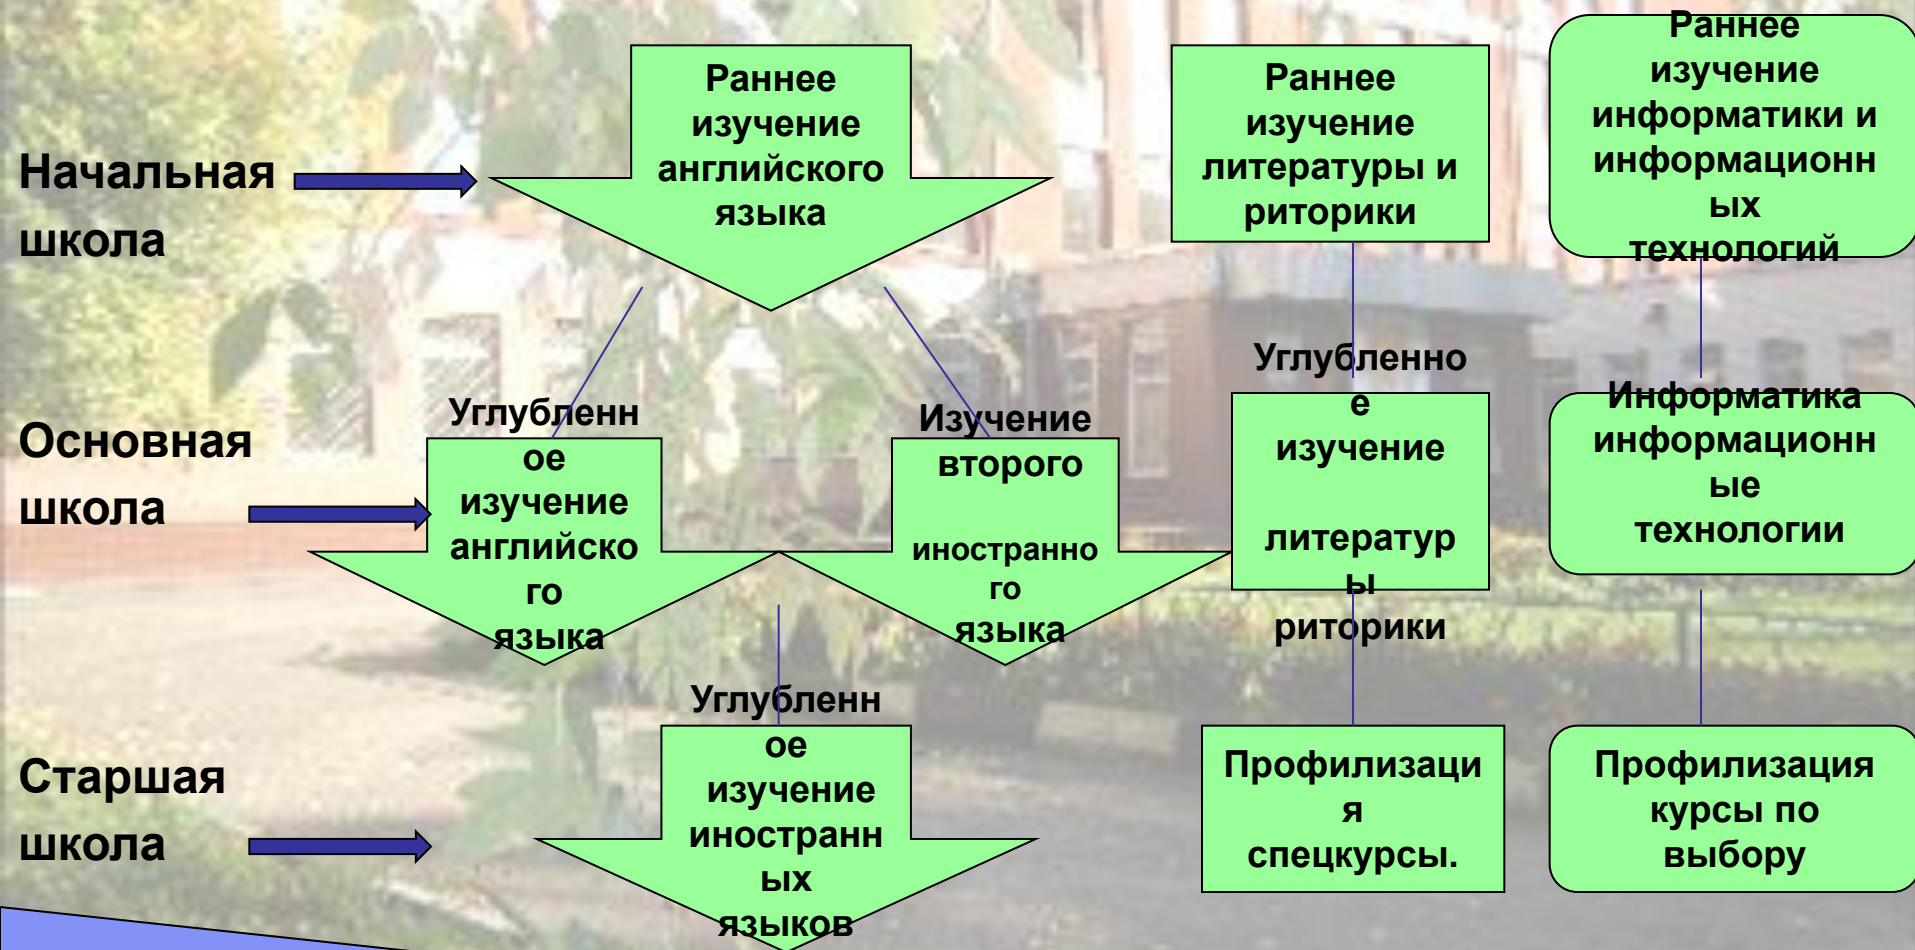 Начальная
школа
Раннее
изучение
английского
языка
Раннее
изучение
литературы и
риторики
Раннее
изучение
информатики и
информационн
ых
технологий
Основная
школа
Углубленн
ое
изучение
английско
го
языка
Изучение
второго
иностранно
го
языка
Углубленно
е
изучение
литератур
ы
риторики
Информатика
информационн
ые
технологии
Старшая
школа
Углубленн
ое
изучение
иностранн
ых
языков
Профилизаци
я
спецкурсы.
Профилизация
курсы по
выбору